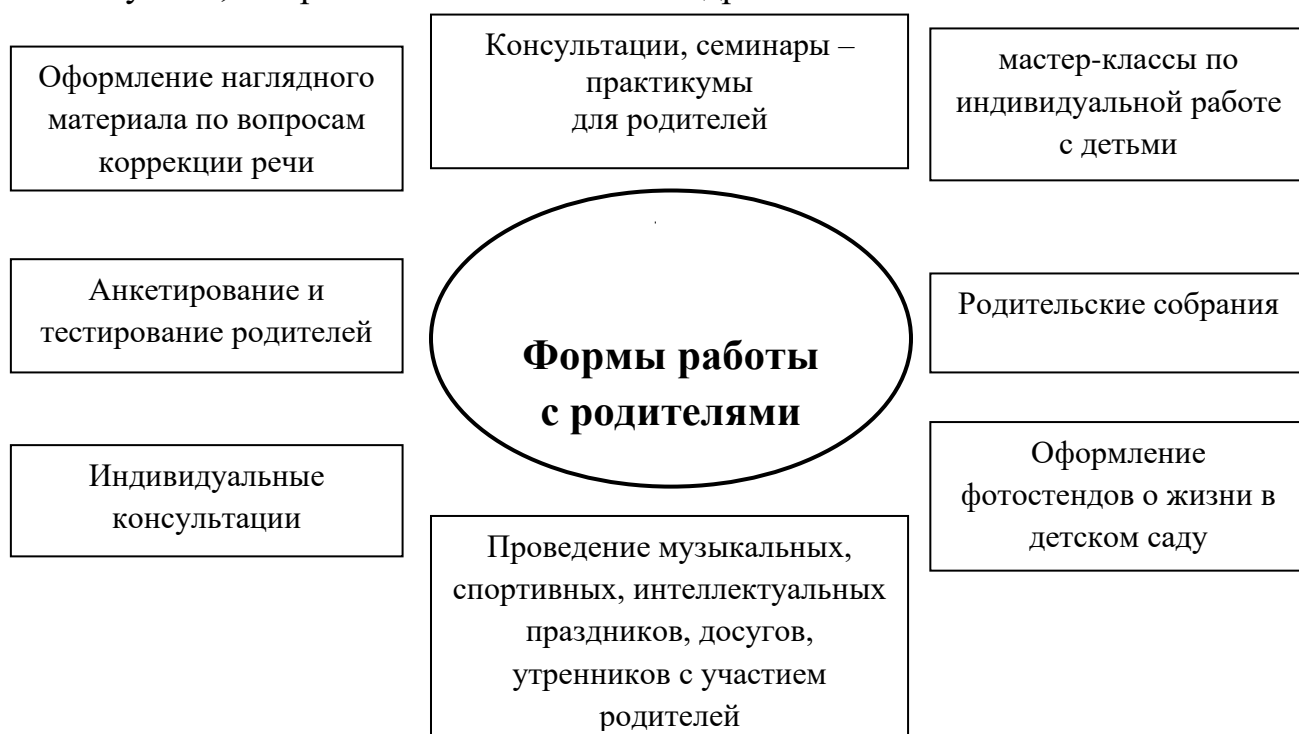 Оформление наглядного
материала по вопросам
коррекции речи
Консультации, семинары –
практикумы
для родителей
мастер-классы по
индивидуальной работе
с детьми
Анкетирование и
тестирование родителей
Формы работы
с родителями
Родительские собрания
Индивидуальные
консультации
Проведение музыкальных,
спортивных, интеллектуальных
праздников, досугов,
утренников с участием
родителей
Оформление
фотостендов о жизни в
детском саду